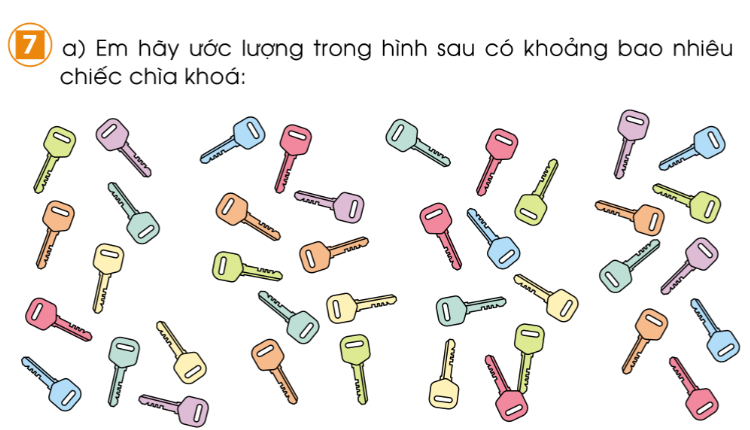 7 a) Em hãy ước lượng trong hình sau có khoảng bao nhiêu
chiếc chìa khoá: